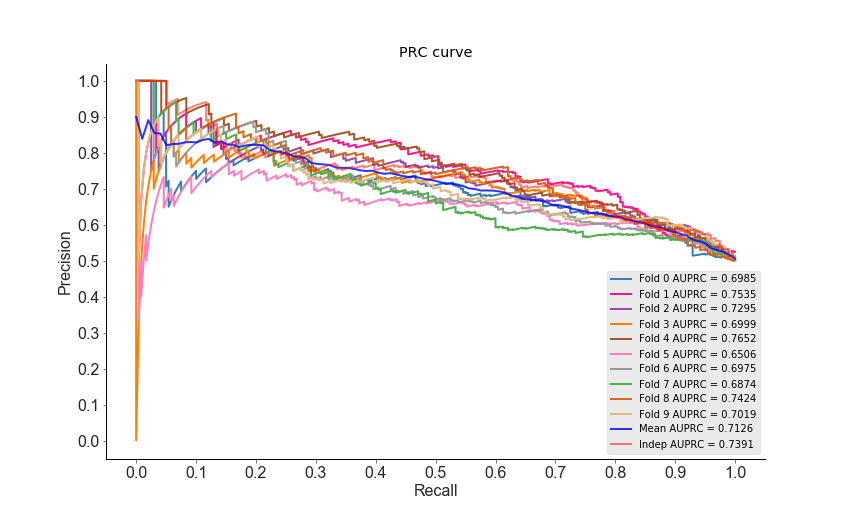 PRC curve
Precision
1.0
0.9
0.8
0.7
0.6
0.5
0.4
0.3
0.2
0.1
0.0
Fold 0 AUPRC = 0.6985
Fold 1 AUPRC = 0.7535
Fold 2 AUPRC = 0.7295
Fold 3 AUPRC = 0.6999
Fold 4 AUPRC = 0.7652
Fold 5 AUPRC = 0.6506
Fold 6 AUPRC = 0.6975
Fold 7 AUPRC = 0.6874
Fold 8 AUPRC = 0.7424
Fold 9 AUPRC = 0.7019
Mean AUPRC = 0.7126
Indep AUPRC = 0.7391
0.0 0.1 0.2 0.3 0.4 0.5 0.6 0.7 0.8 0.9 1.0
Recall